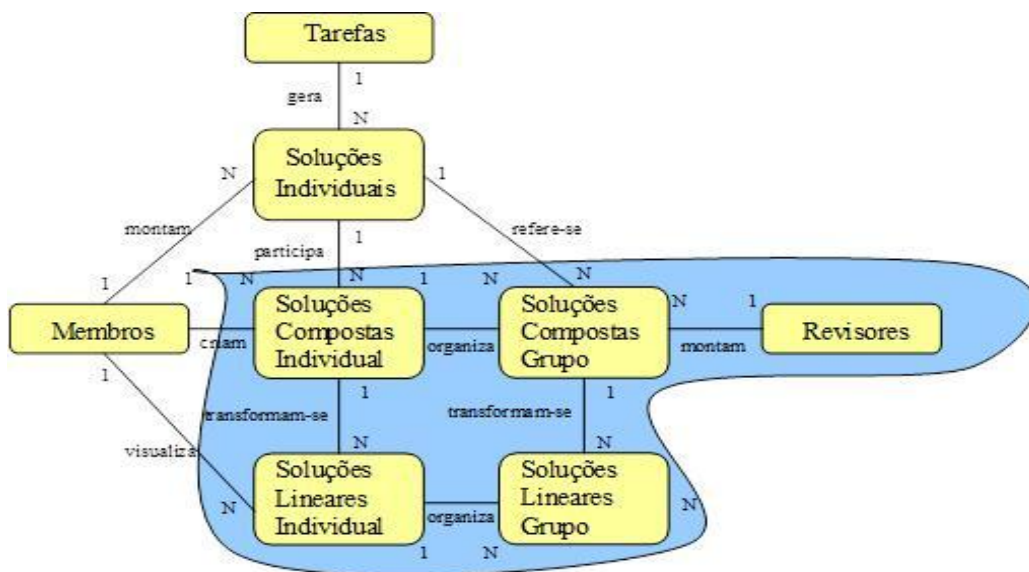 Tarefas
1
gera
N
Soluções
Individuais
N
1
montam
refere-se
1
participa
1
1
N
N
1
N
N
Membros
Soluções
Compostas
Individual
Soluções
Compostas
Grupo
N
1
Revisores
criam
organiza
montam
1
1
1
transformam-se
transformam-se
visualiza
N
N
Soluções
Lineares
Individual
Soluções
Lineares
Grupo
N
N
organiza
1
N